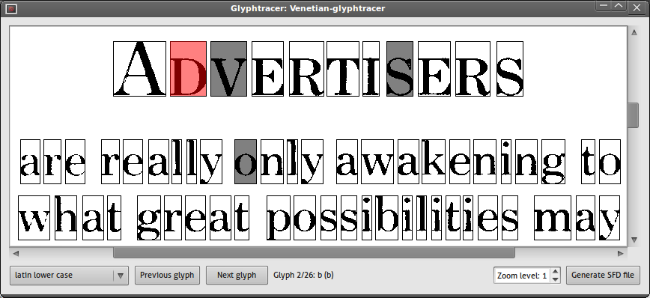 Glyphtracer: Venetian-glyphtracer
ADVERTISERS
are really only awakening to
what great possibilities may
latin lower case Previous glyph Next glyph Glyph 2/26: b (b) Zoom level: 1 Generate SFD file